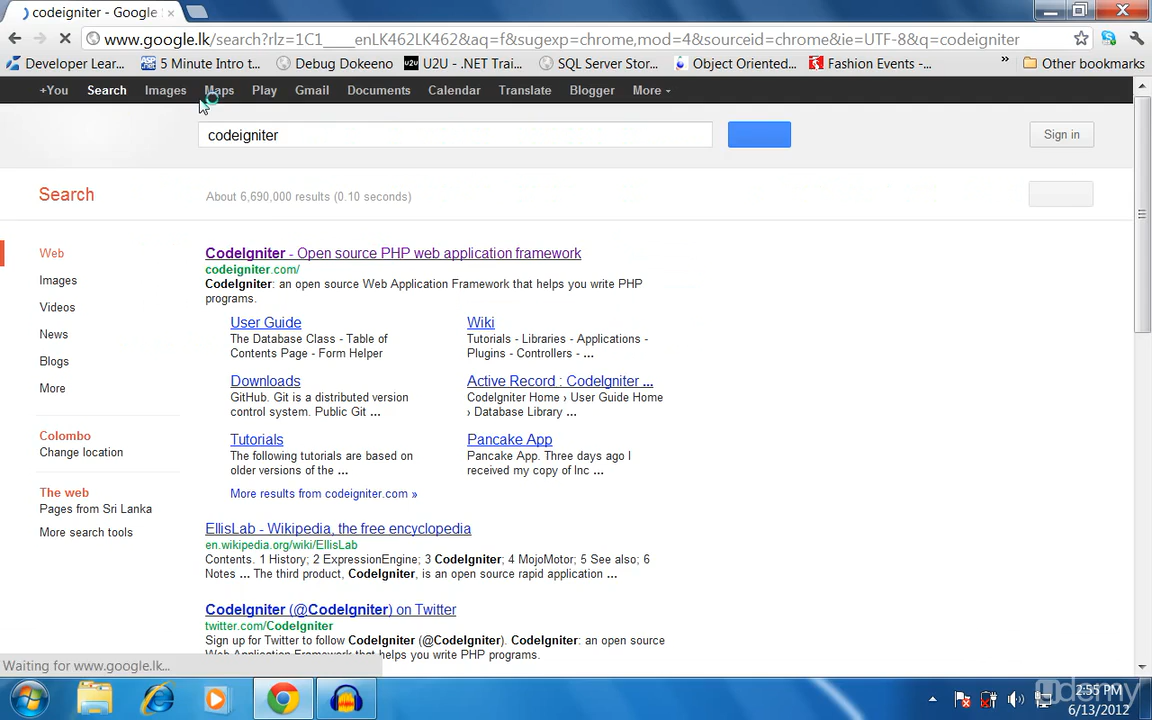 codeigniter - Google
www.google.lk/search?rlz=1C1____enLK462LK462&aq=f&sugexp=chrome,mod=4&sourceid=chrome&ie=UTF-8&q=codeigniter
Developer Lear... 5 Minute Intro t... Debug Dokeeno U2U - .NET Trai... SQL Server Stor... Object Oriented... Fashion Events -... » Other bookmarks
+You Search Images Maps Play Gmail Documents Calendar Translate Blogger More
codeigniter
Sign in
Search
About 6,690,000 results (0.10 seconds)
Web
Images
Videos
News
Blogs
More
Colombo
Change location
The web
Pages from Sri Lanka
More search tools
CodeIgniter - Open source PHP web application framework
codeigniter.com/
CodeIgniter: an open source Web Application Framework that helps you write PHP
programs.
User Guide
The Database Class - Table of
Contents Page - Form Helper
Wiki
Tutorials - Libraries - Applications -
Plugins - Controllers - ...
Downloads
GitHub. Git is a distributed version
control system. Public Git ...
Active Record : CodeIgniter ...
CodeIgniter Home › User Guide Home
› Database Library ...
Tutorials
The following tutorials are based on
older versions of the ...
Pancake App
Pancake App. Three days ago I
received my copy of Inc ...
More results from codeigniter.com »
EllisLab - Wikipedia, the free encyclopedia
en.wikipedia.org/wiki/EllisLab
Contents. 1 History; 2 ExpressionEngine; 3 CodeIgniter; 4 MojoMotor; 5 See also; 6
Notes ... The third product, CodeIgniter, is an open source rapid application ...
CodeIgniter (@CodeIgniter) on Twitter
twitter.com/CodeIgniter
Sign up for Twitter to follow CodeIgniter (@CodeIgniter). CodeIgniter: an open source
Web Application Framework that helps you write PHP programs.
Waiting for www.google.lk...
2:55 PM
6/13/2012
udemy